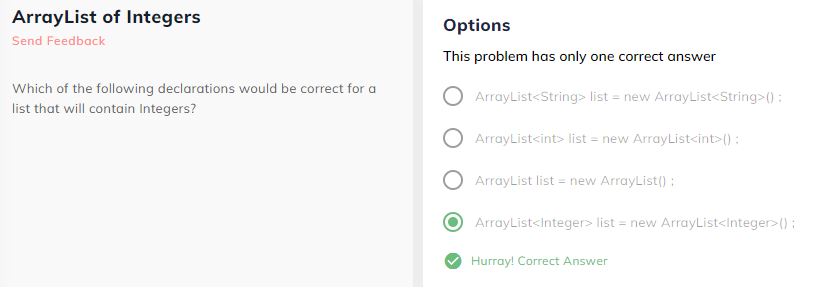 ArrayList of Integers
Send Feedback
Which of the following declarations would be correct for a
list that will contain Integers?
Options
This problem has only one correct answer
ArrayList<String> list = new ArrayList<String>() ;
ArrayList<int> list = new ArrayList<int>() ;
ArrayList list = new ArrayList() ;
ArrayList<Integer> list = new ArrayList<Integer>() ;
Hurray! Correct Answer